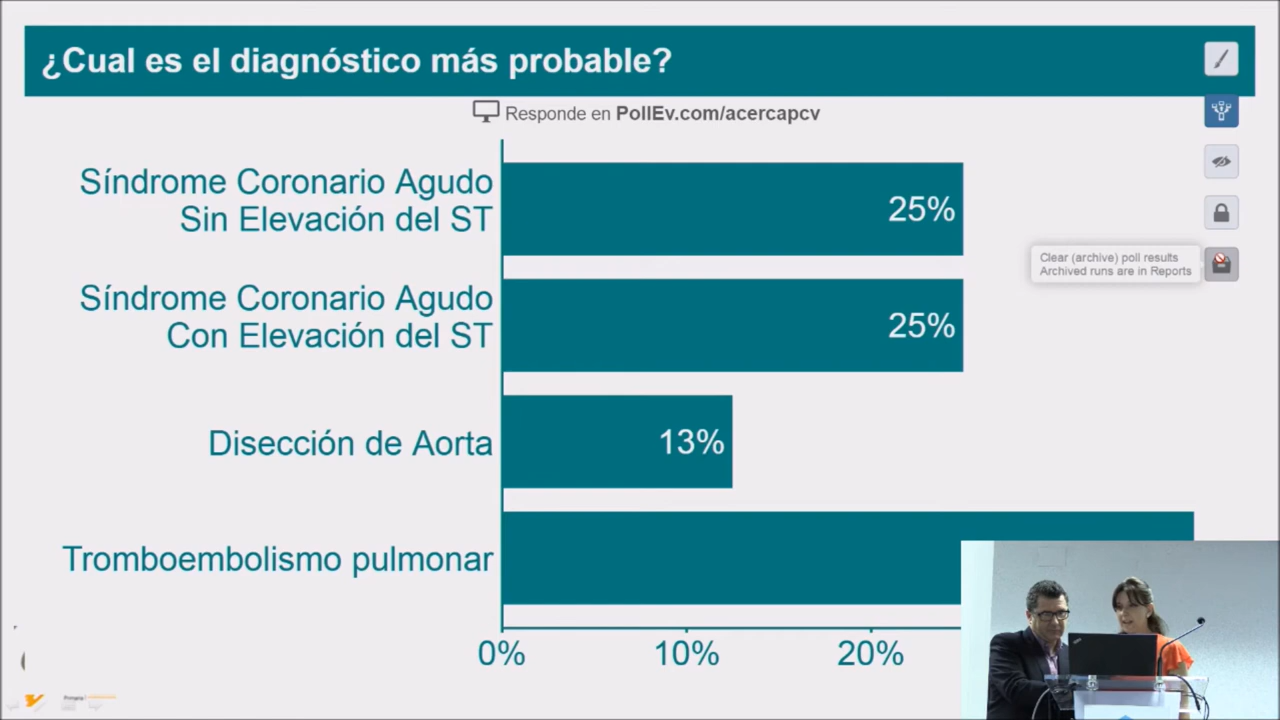 ¿Cual es el diagnóstico más probable?
Responde en PollEv.com/acercapcv
Síndrome Coronario Agudo
Sin Elevación del ST
25%
Clear (archive) poll results
Archived runs are in Reports
Síndrome Coronario Agudo
Con Elevación del ST
25%
Disección de Aorta
13%
Tromboembolismo pulmonar
0%
10%
20%